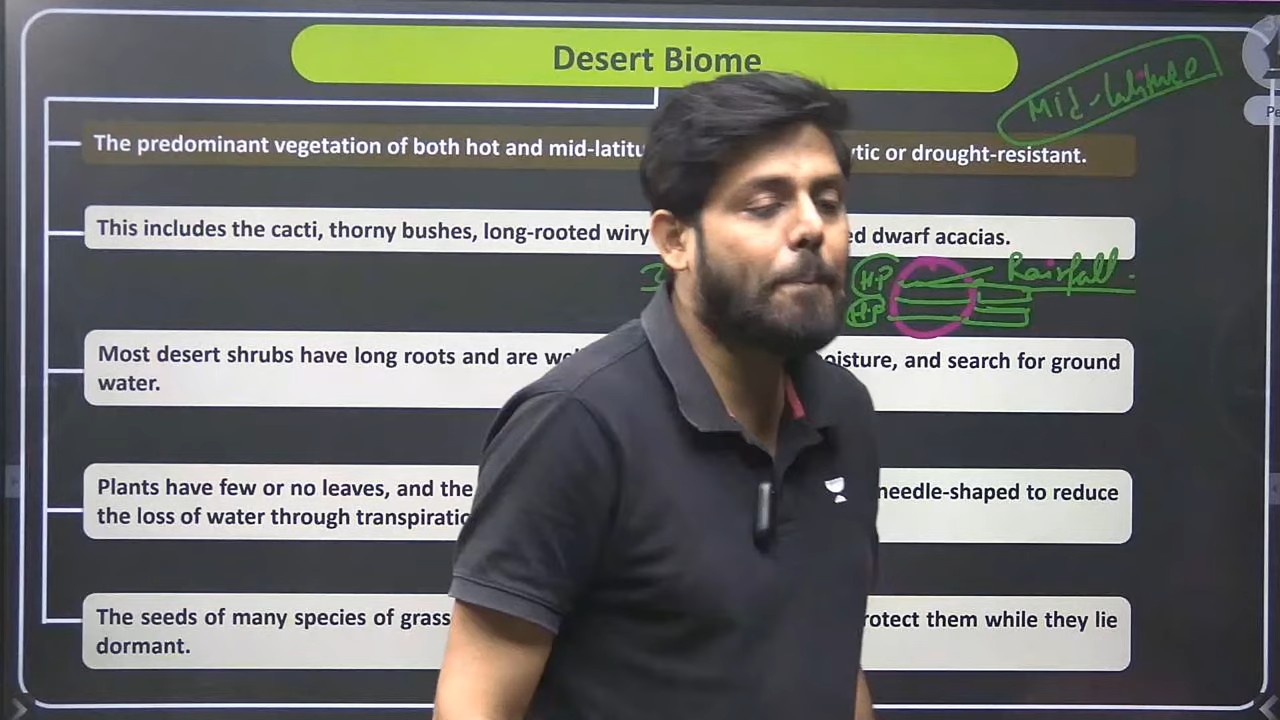 Desert Biome
Mid-latitude
The predominant vegetation of both hot and mid-latitu ytic or drought-resistant.
This includes the cacti, thorny bushes, long-rooted wiry ed dwarf acacias.
3
H.P Rainfall.
H.P
Most desert shrubs have long roots and are we oisture, and search for ground
water.
Plants have few or no leaves, and the needle-shaped to reduce
the loss of water through transpiratio
The seeds of many species of grass rotect them while they lie
dormant.